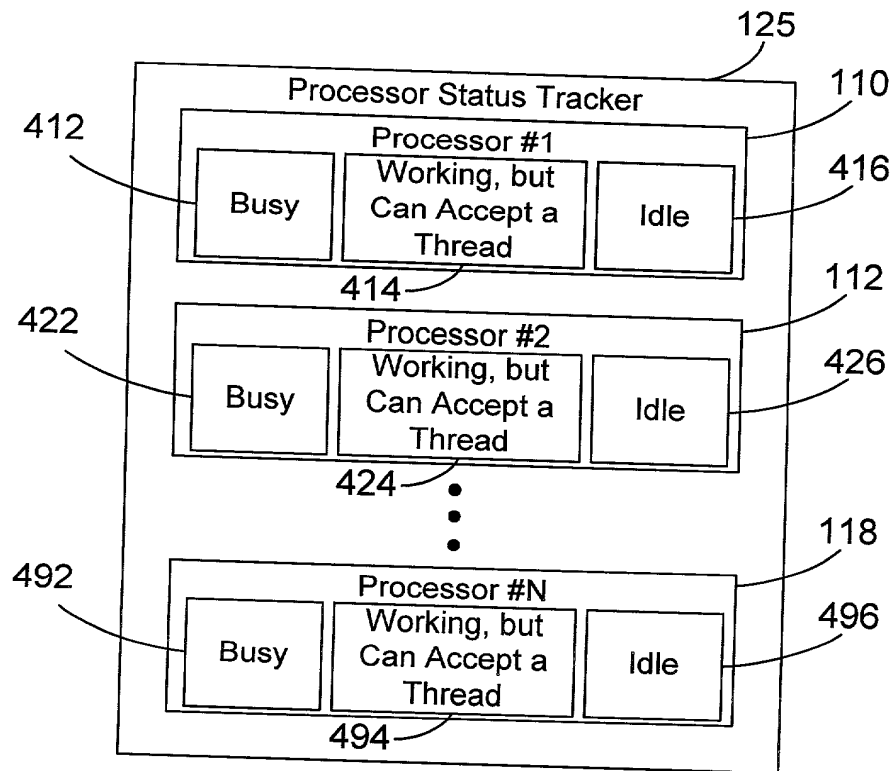 125
Processor Status Tracker
110
412
Processor #1
Busy
Working, but
Can Accept a
Thread
Idle
416
414
112
422
Processor #2
Busy
Working, but
Can Accept a
Thread
Idle
426
424
118
492
Processor #N
Busy
Working, but
Can Accept a
Thread
Idle
496
494